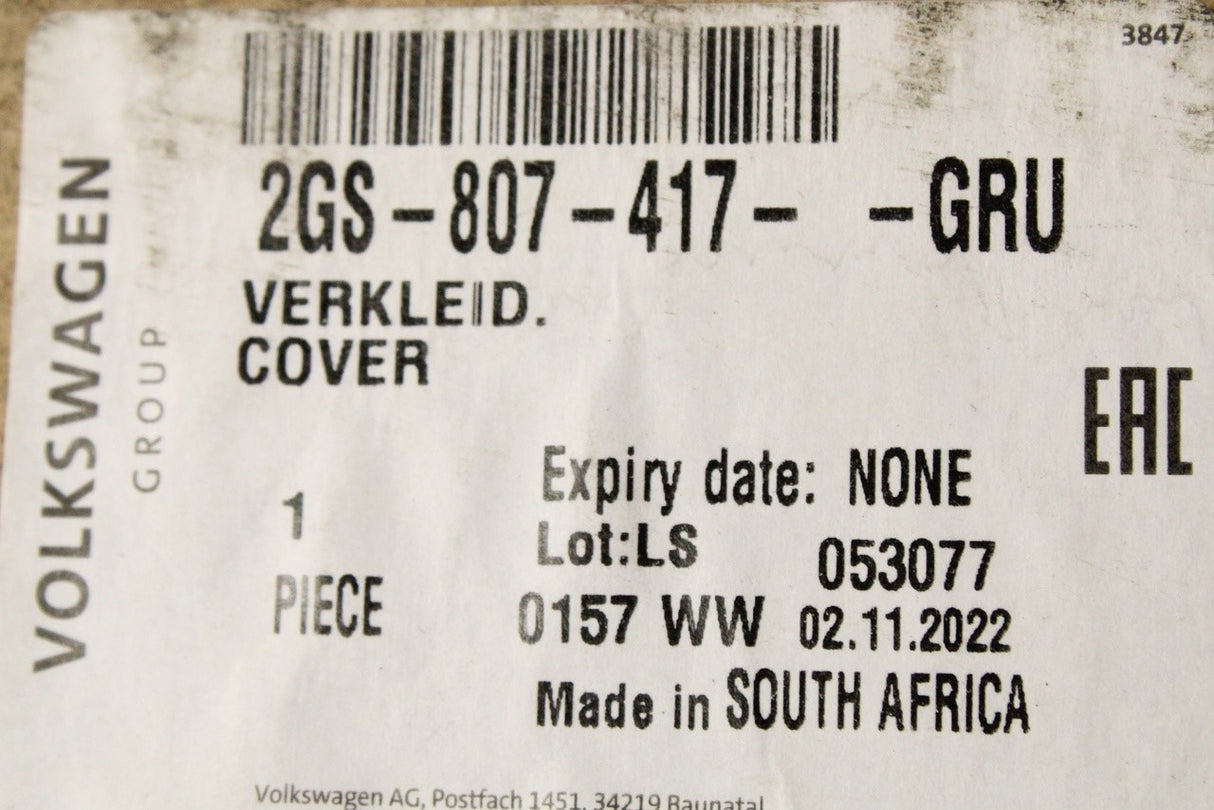 3847
2GS-807-417- -GRU
VERKLEID.
COVER
VOLKSWAGEN
GROUP
EAC
1
PIECE
Expiry date: NONE
Lot:LS 053077
0157 WW 02.11.2022
Made in SOUTH AFRICA
Volkswagen AG, Postfach 1451, 34219 Baunatal